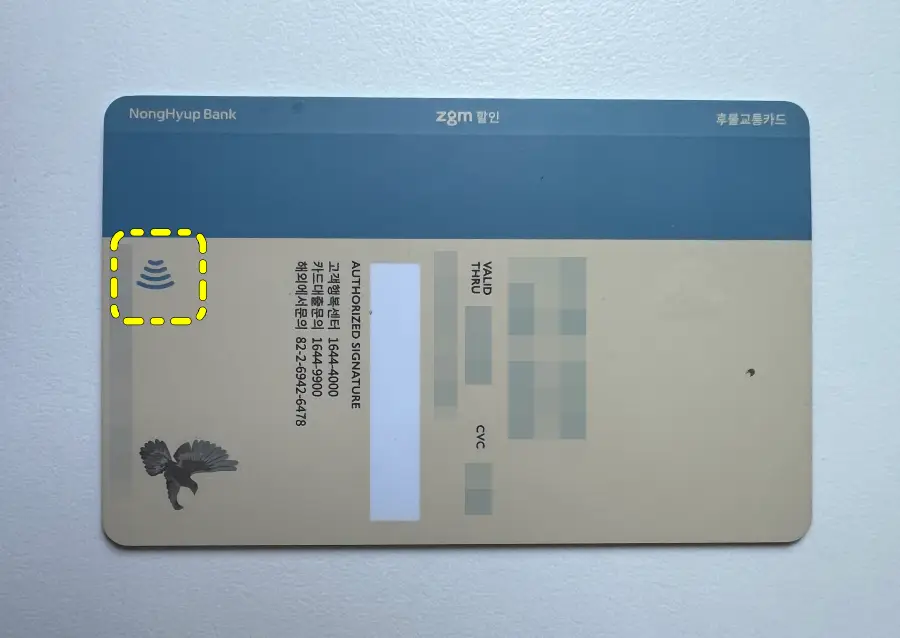 NongHyup Bank
zgm 할인
후불교통카드
VALID
THRU
CVC
AUTHORIZED SIGNATURE
고객행복센터 1644-4000
카드대출문의 1644-9900
해외에서문의 82-2-6942-6478